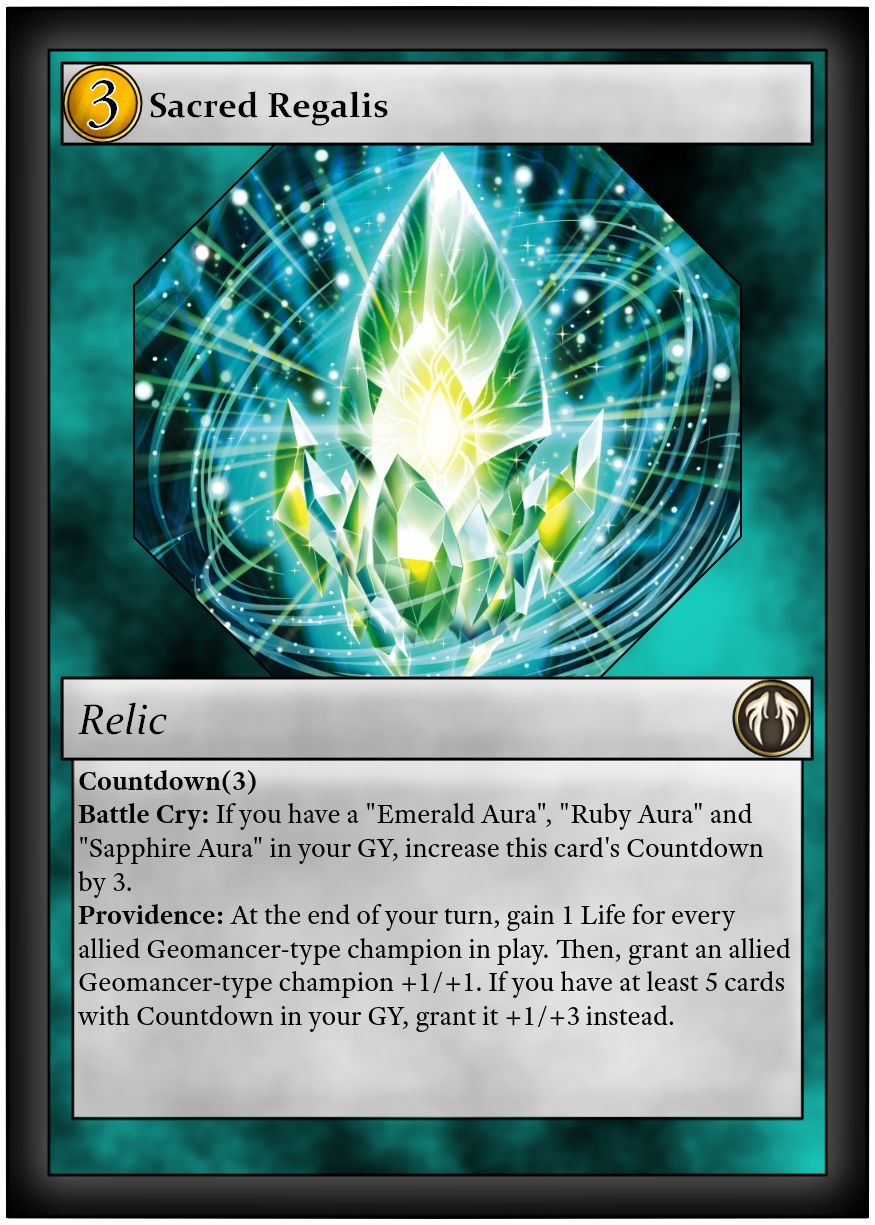 3 Sacred Regalis
Relic
Countdown(3)
Battle Cry: If you have a "Emerald Aura", "Ruby Aura" and
"Sapphire Aura" in your GY, increase this card's Countdown
by 3.
Providence: At the end of your turn, gain 1 Life for every
allied Geomancer-type champion in play. Then, grant an allied
Geomancer-type champion +1/+1. If you have at least 5 cards
with Countdown in your GY, grant it +1/+3 instead.